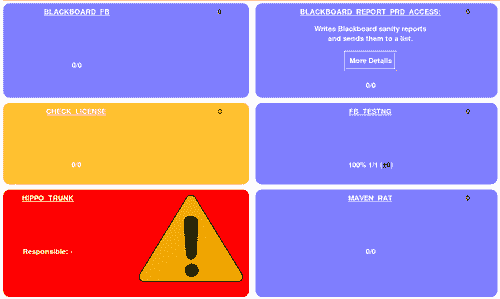 BLACKBOARD FB
0/0
BLACKBOARD REPORT PRD ACCESS:
Writes Blackboard sanity reports
and sends them to a list.
More Details
0/0
CHECK LICENSE
0/0
FB TESTNG
100% 1/1 (±0)
HIPPO TRUNK
Responsible: -
MAVEN RAT
0/0